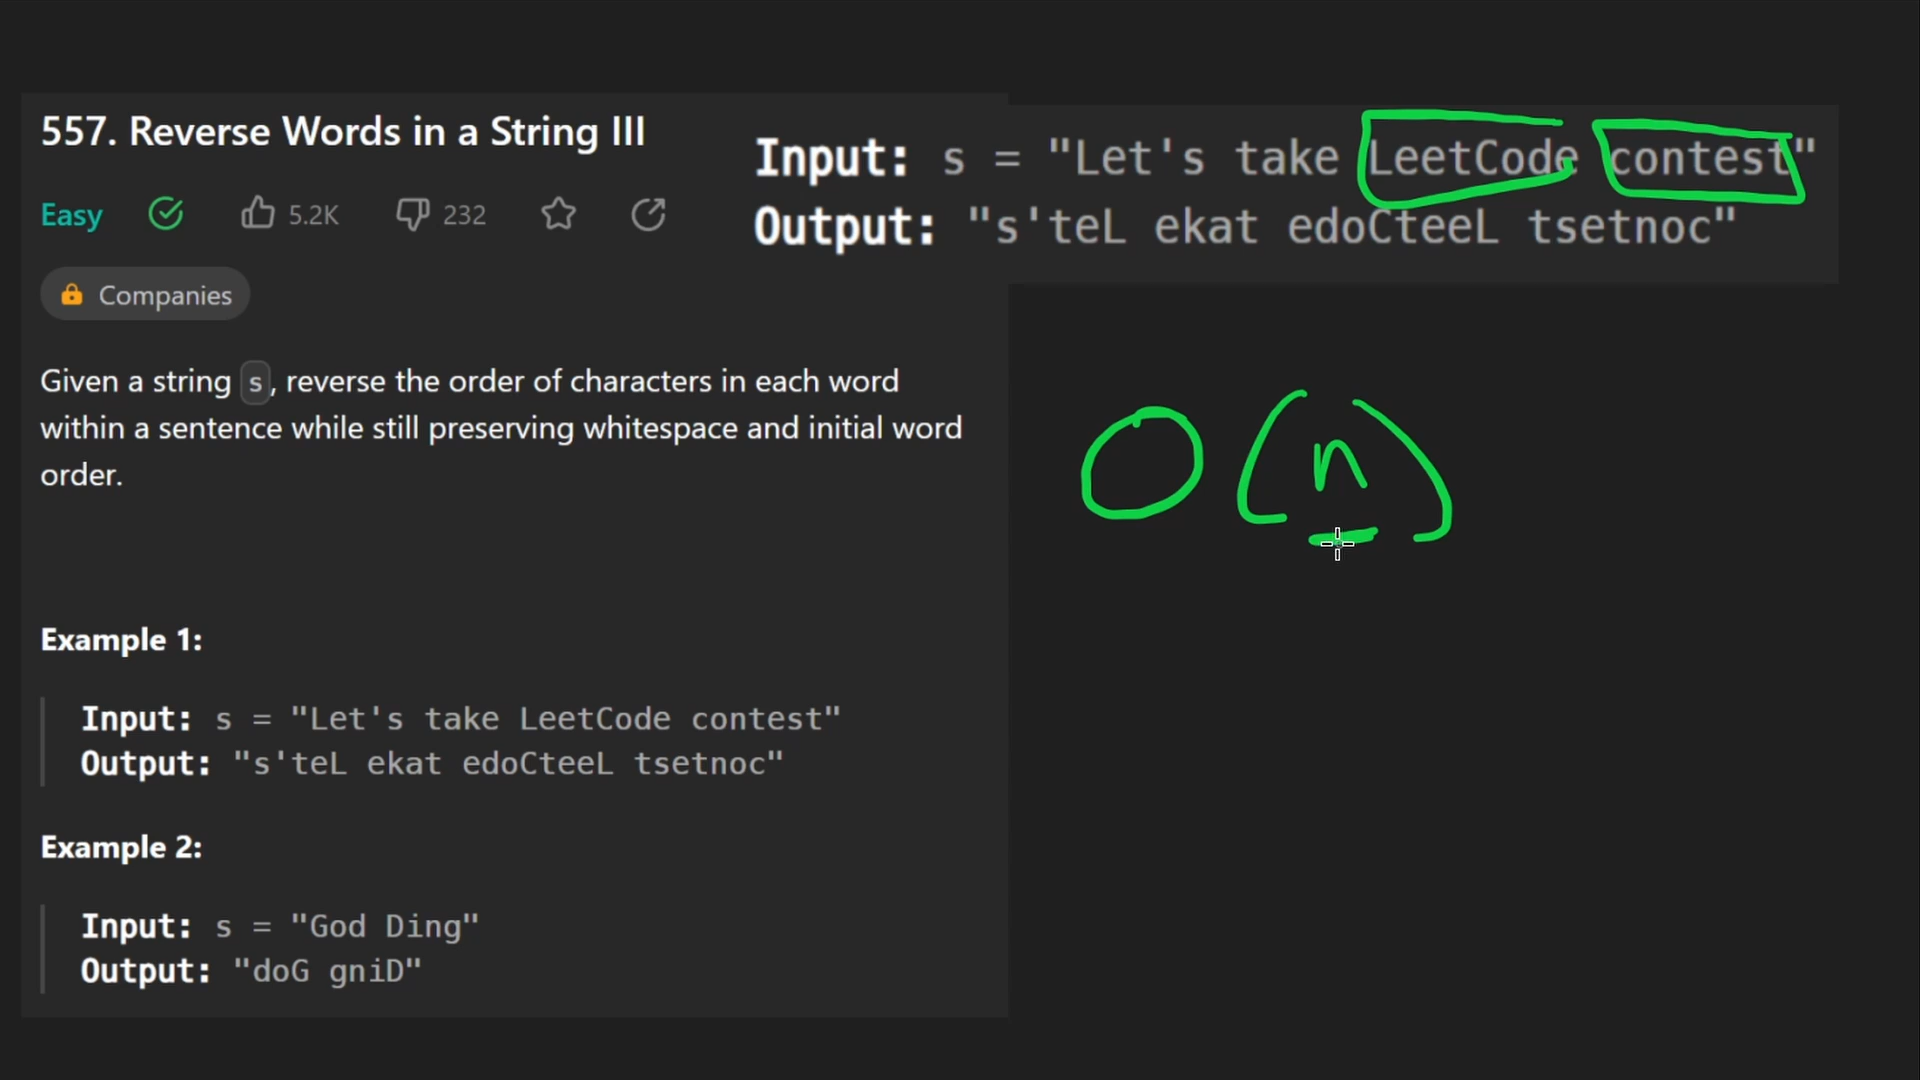 557. Reverse Words in a String III
Easy 5.2K 232
Companies
Given a string s, reverse the order of characters in each word
within a sentence while still preserving whitespace and initial word
order.
Example 1:
Input: s = "Let's take LeetCode contest"
Output: "s'teL ekat edoCteeL tsetnoc"
Example 2:
Input: s = "God Ding"
Output: "doG gniD"
Input: s = "Let's take LeetCode contest"
Output: "s'teL ekat edoCteeL tsetnoc"
O(n)